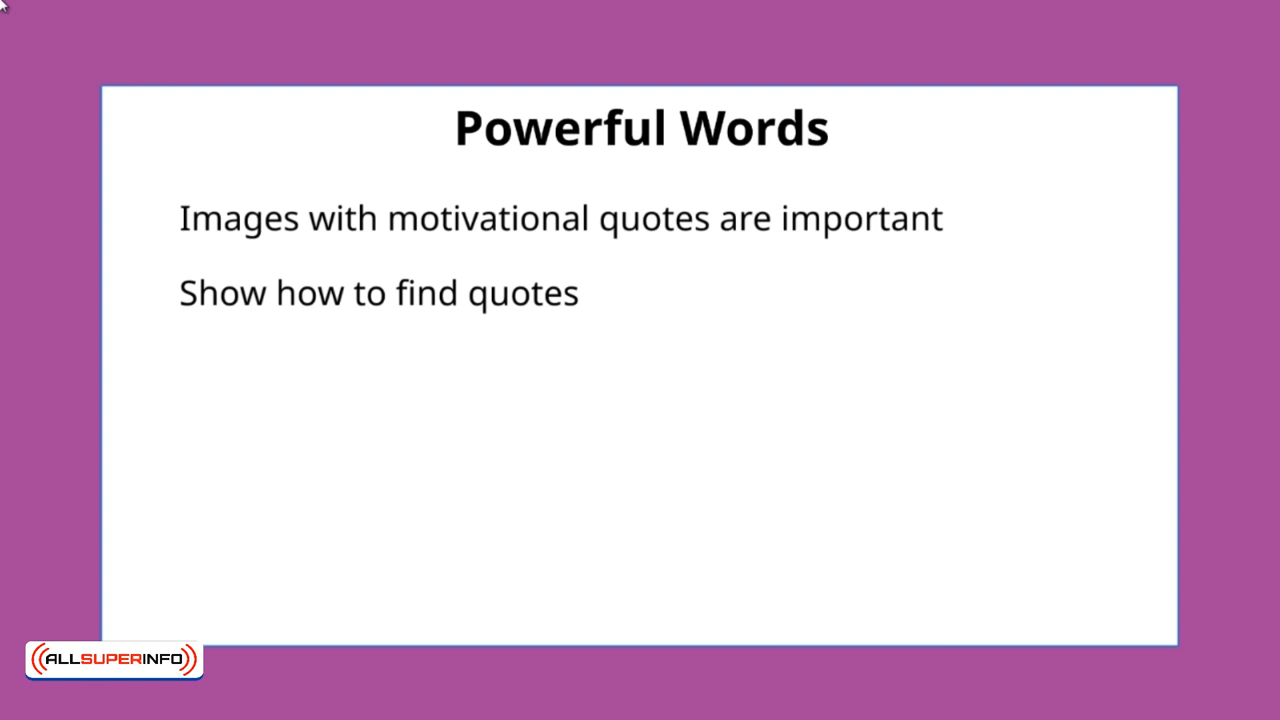 Powerful Words
Images with motivational quotes are important
Show how to find quotes
ALLSUPERINFO